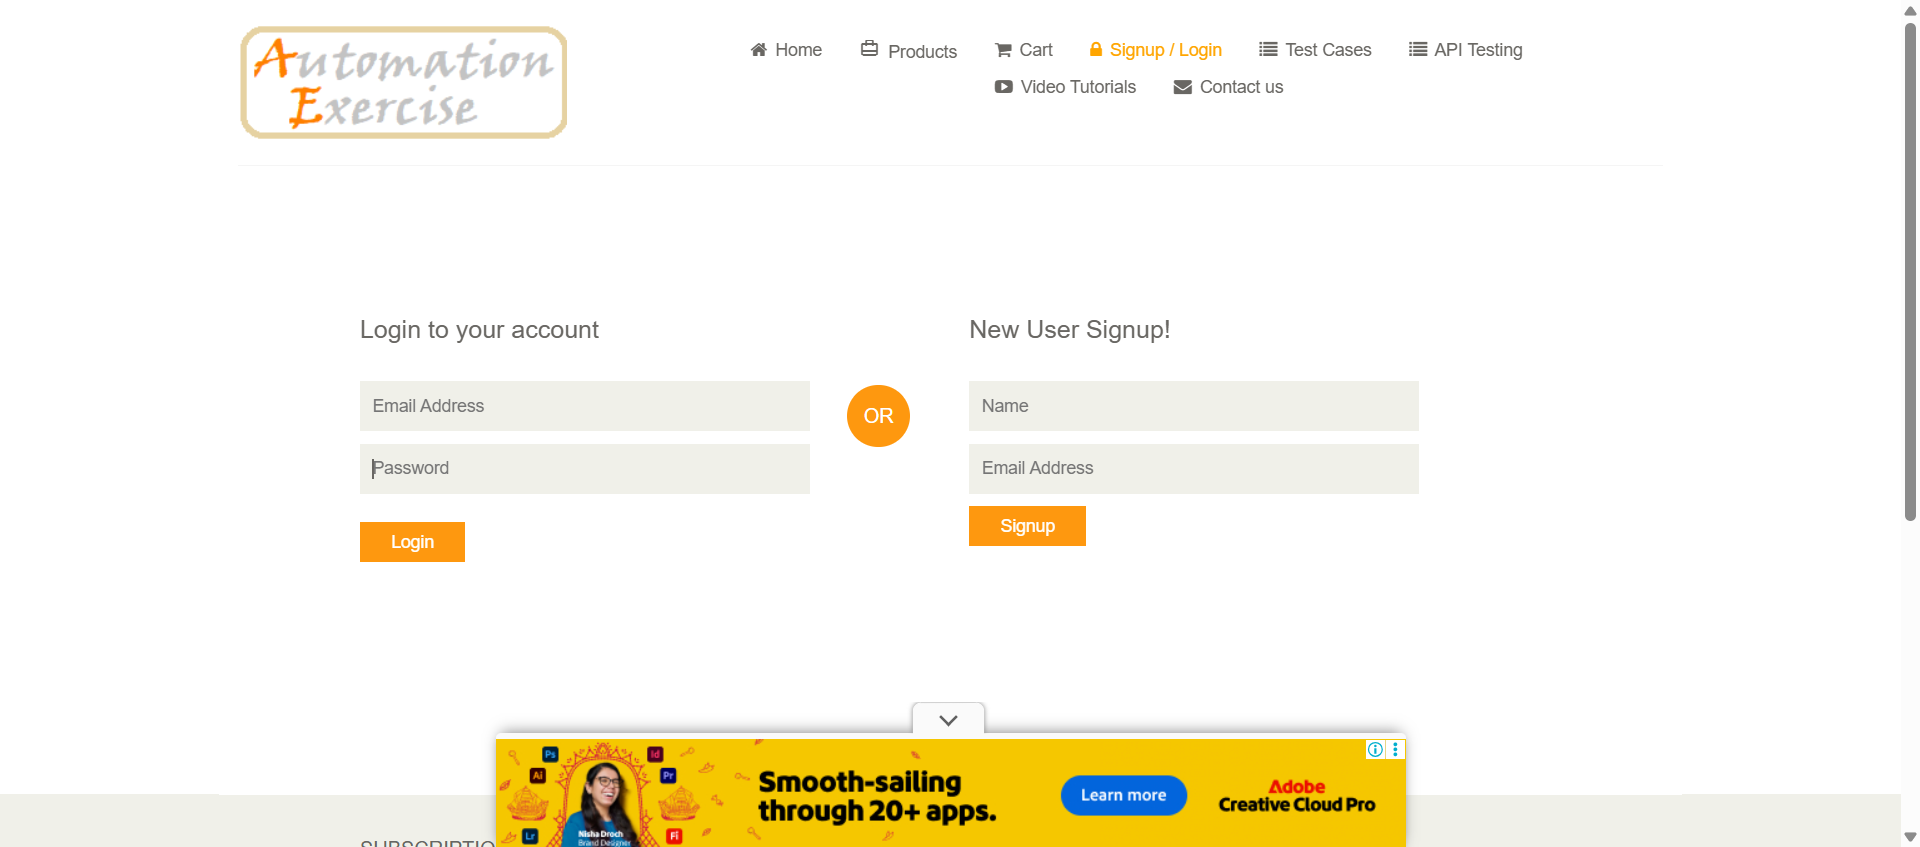 Automation
Exercise
Home
Products
Cart
Signup / Login
Test Cases
API Testing
Video Tutorials
Contact us
Login to your account
Email Address
Password
Login
OR
New User Signup!
Name
Email Address
Signup
Ps
Id
Ai
Pr
Lr
Fi
Nisha Droch
Brand Designer
Smooth-sailing
through 20+ apps.
Learn more
Adobe
Creative Cloud Pro
SUBSCRIPTIO